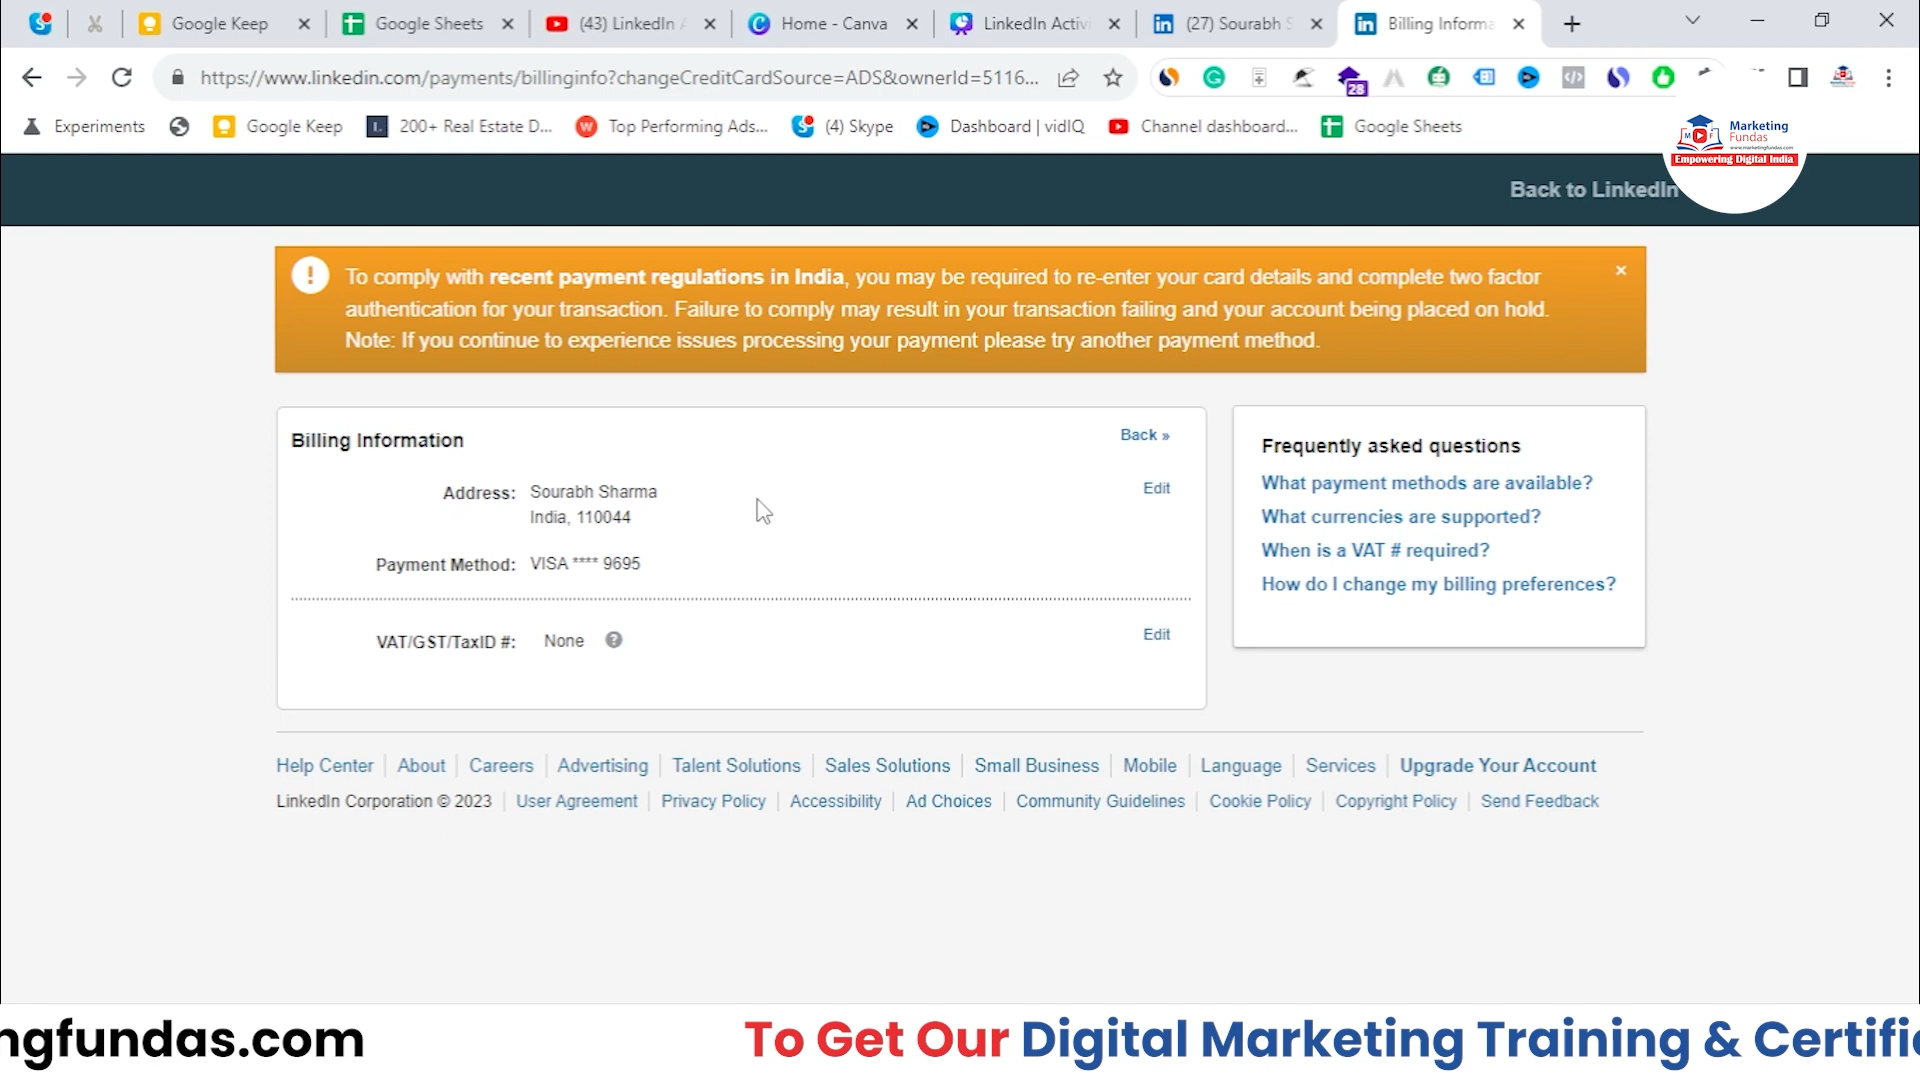 Google Keep
Google Sheets
(43) LinkedIn A
Home - Canva
LinkedIn Activ
(27) Sourabh S
Billing Informa
https://www.linkedin.com/payments/billinginfo?changeCreditCardSource=ADS&ownerId=5116...
28
Experiments
Google Keep
200+ Real Estate D...
Top Performing Ads...
(4) Skype
Dashboard | vidIQ
Channel dashboard...
Google Sheets
Marketing
Fundas
www.marketingfundas.com
Empowering Digital India
Back to LinkedIn
To comply with recent payment regulations in India, you may be required to re-enter your card details and complete two factor
authentication for your transaction. Failure to comply may result in your transaction failing and your account being placed on hold.
Note: If you continue to experience issues processing your payment please try another payment method.
Billing Information
Back »
Address: Sourabh Sharma
Edit
India, 110044
Payment Method: VISA **** 9695
VAT/GST/TaxID #: None
Edit
Frequently asked questions
What payment methods are available?
What currencies are supported?
When is a VAT # required?
How do I change my billing preferences?
Help Center | About | Careers | Advertising | Talent Solutions | Sales Solutions | Small Business | Mobile | Language | Services | Upgrade Your Account
LinkedIn Corporation © 2023 | User Agreement | Privacy Policy | Accessibility | Ad Choices | Community Guidelines | Cookie Policy | Copyright Policy | Send Feedback
ngfundas.com To Get Our Digital Marketing Training & Certific